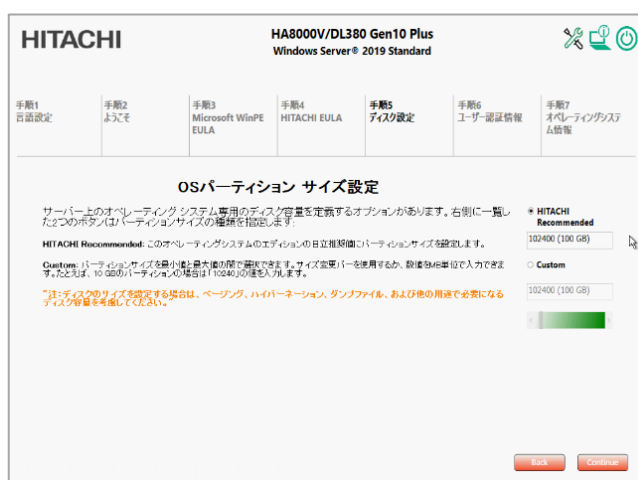 HITACHI
HA8000V/DL380 Gen10 Plus
Windows Server® 2019 Standard
手順1
言語設定
手順2
ようこそ
手順3
Microsoft WinPE
EULA
手順4
HITACHI EULA
手順5
ディスク設定
手順6
ユーザー認証情報
手順7
オペレーティングシステ
ム情報
OSパーティション サイズ設定
サーバー上のオペレーティング システム専用のディスク容量を定義するオプションがあります。右側に一覧し
た2つのボタンはパーティションサイズの種類を指定します:
HITACHI Recommended: このオペレーティングシステムのエディションの日立推奨値にパーティションサイズを設定します。
Custom: パーティションサイズを最小値と最大値の間で選択できます。サイズ変更バーを使用するか、数値をMB単位で入力できま
す。たとえば、10 GBのパーティションの場合は「10240」の値を入力します。
"注:ディスクのサイズを設定する場合は、ページング、ハイバーネーション、ダンプファイル、および他の用途で必要になる
ディスク容量を考慮してください。"
HITACHI
Recommended
102400 (100 GB)
Custom
102400 (100 GB)
Back
Continue